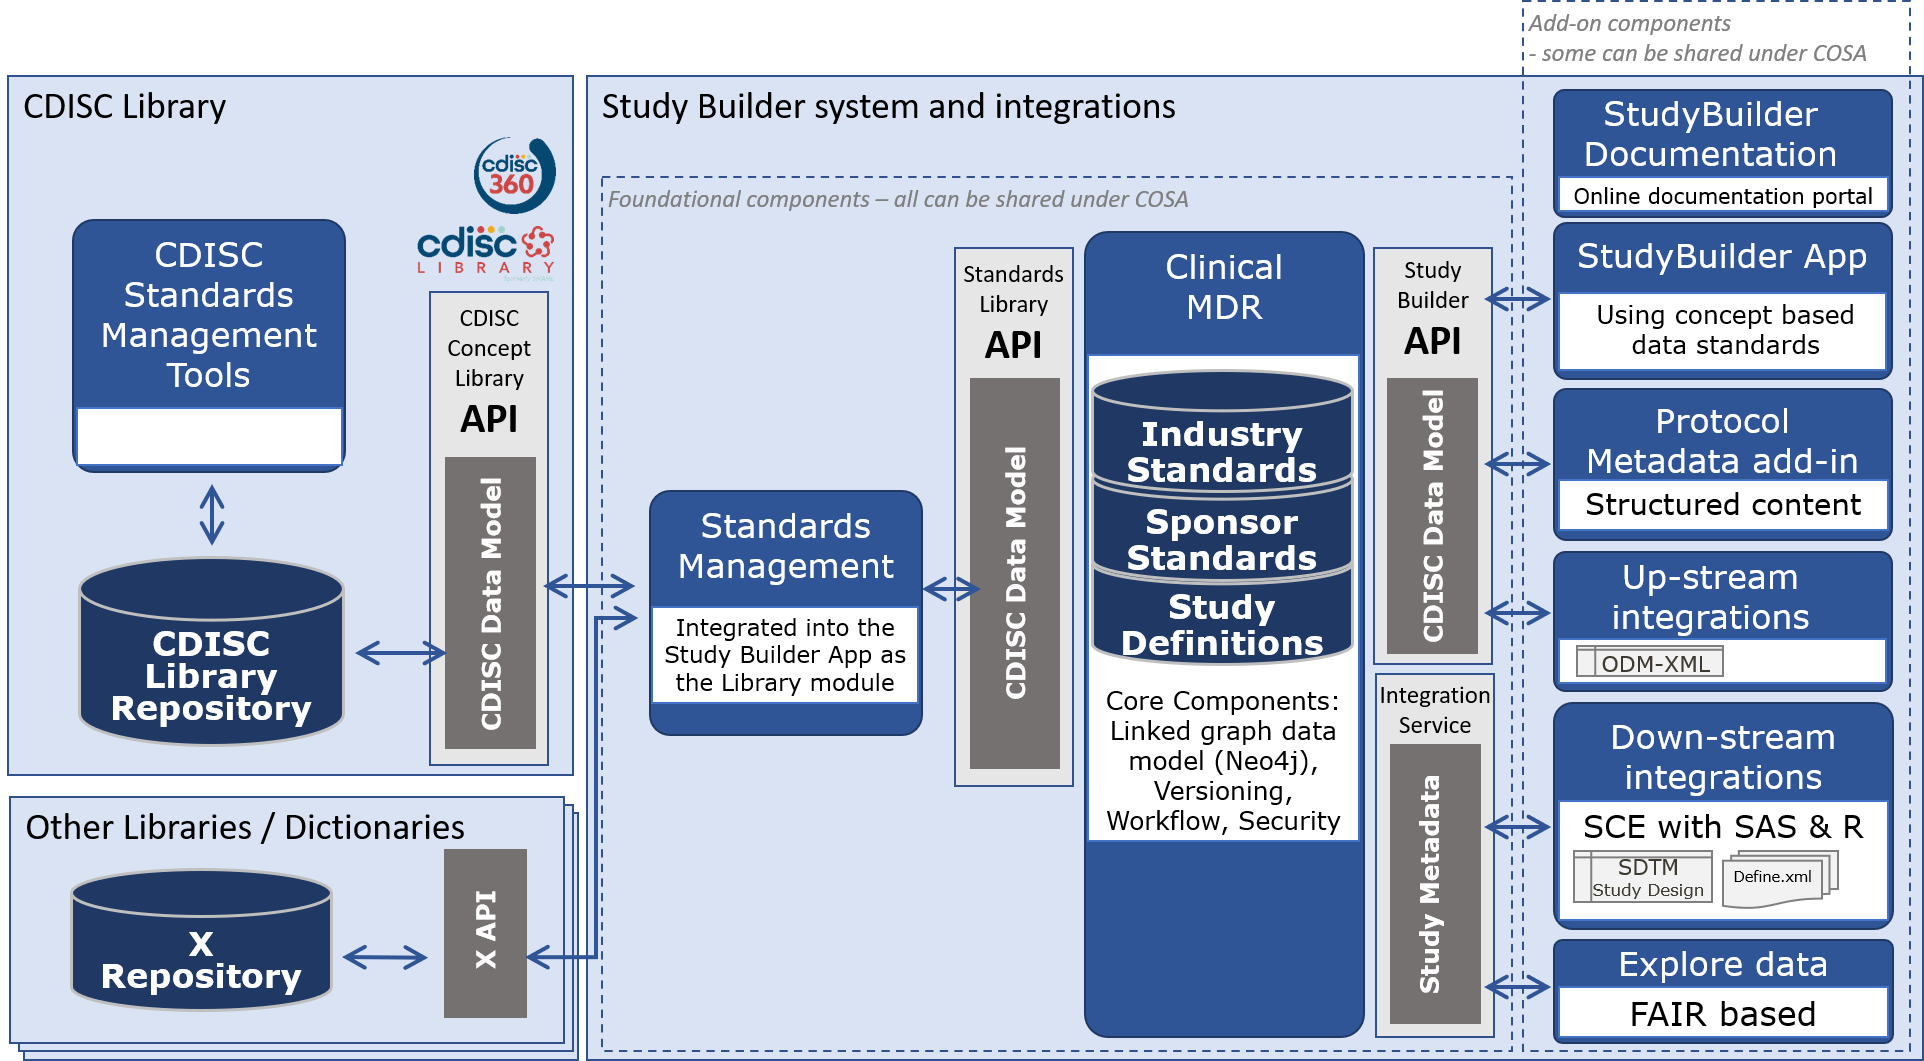 Add-on components
- some can be shared under COSA
CDISC Library
cdisc
360
cdisc
LIBRARY
CDISC
Standards
Management
Tools
CDISC
Concept
Library
API
CDISC Data Model
CDISC
Library
Repository
Other Libraries / Dictionaries
X
Repository
X API
Study Builder system and integrations
Foundational components – all can be shared under COSA
Standards
Management
Integrated into the
Study Builder App as
the Library module
Standards
Library
API
CDISC Data Model
Clinical
MDR
Industry
Standards
Sponsor
Standards
Study
Definitions
Core Components:
Linked graph data
model (Neo4j),
Versioning,
Workflow, Security
Study
Builder
API
CDISC Data Model
Integration
Service
Study Metadata
StudyBuilder
Documentation
Online documentation portal
StudyBuilder App
Using concept based
data standards
Protocol
Metadata add-in
Structured content
Up-stream
integrations
ODM-XML
Down-stream
integrations
SCE with SAS & R
SDTM
Study Design
Define.xml
Explore data
FAIR based